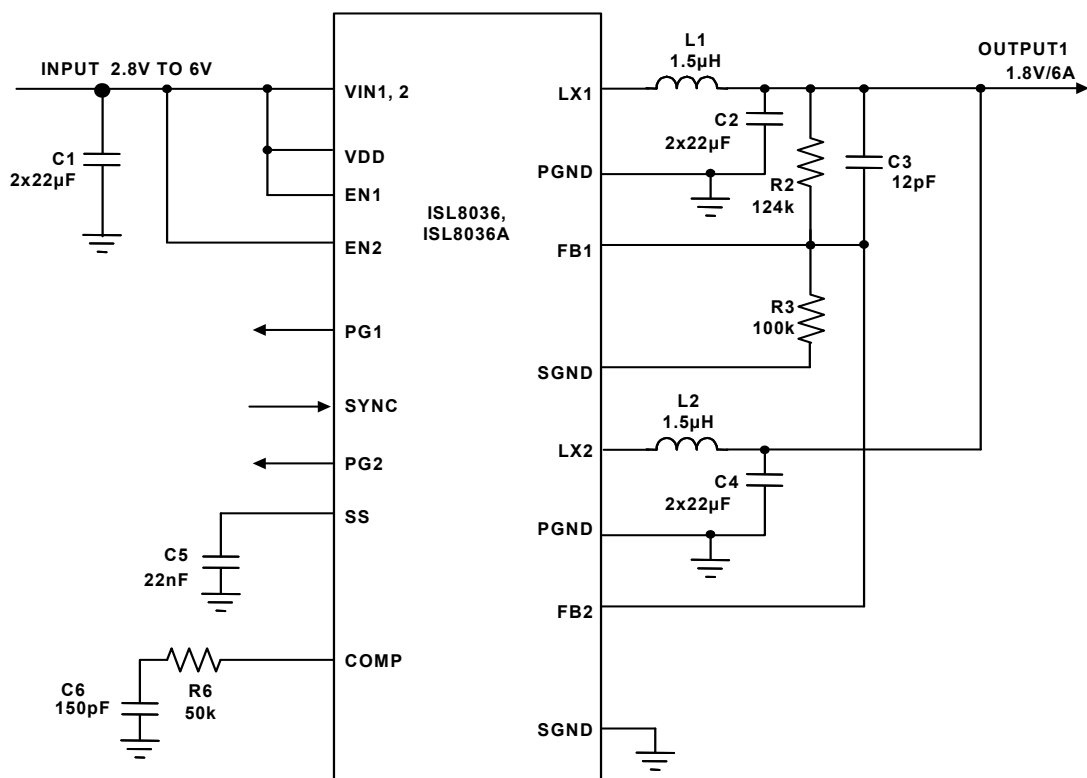 INPUT 2.8V TO 6V
C1
2x22µF
VIN1, 2
VDD
EN1
EN2
PG1
SYNC
PG2
SS
C5
22nF
COMP
R6
50k
C6
150pF
ISL8036,
ISL8036A
LX1
PGND
FB1
SGND
LX2
PGND
FB2
SGND
L1
1.5µH
OUTPUT1
1.8V/6A
C2
2x22µF
R2
124k
C3
12pF
R3
100k
L2
1.5µH
C4
2x22µF